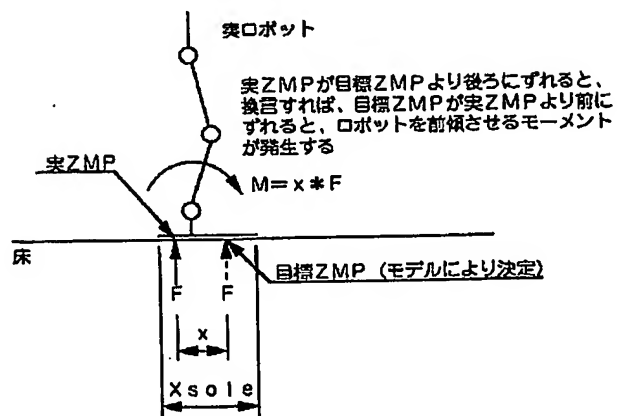 実ロボット
実ZMPが目標ZMPより後ろにずれると、
換言すれば、目標ZMPが実ZMPより前に
ずれると、ロボットを前傾させるモーメント
が発生する
実ZMP
M=x*F
床
目標ZMP (モデルにより決定)
F F
x
Xsole